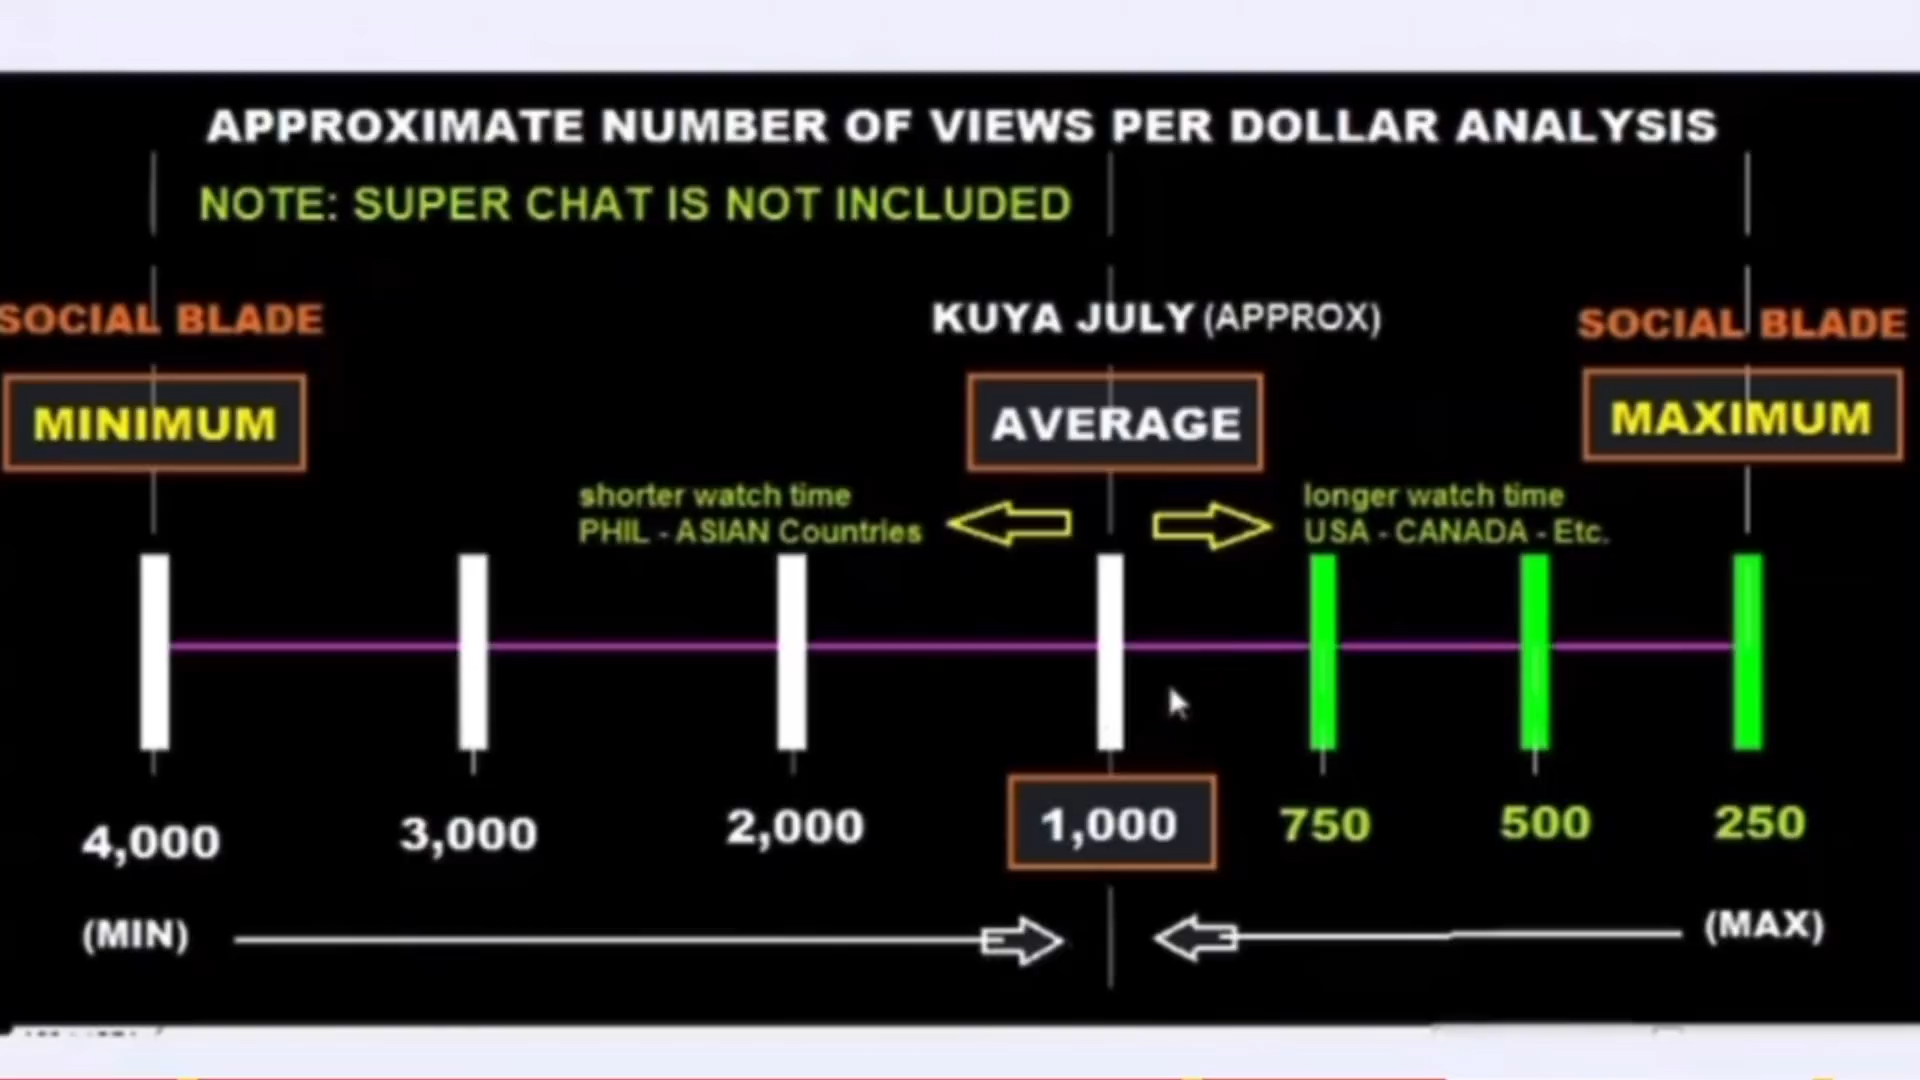 APPROXIMATE NUMBER OF VIEWS PER DOLLAR ANALYSIS
NOTE: SUPER CHAT IS NOT INCLUDED
SOCIAL BLADE
KUYA JULY (APPROX)
SOCIAL BLADE
MINIMUM
AVERAGE
MAXIMUM
shorter watch time
PHIL - ASIAN Countries
longer watch time
USA - CANADA - Etc.
4,000
3,000
2,000
1,000
750
500
250
(MIN)
(MAX)